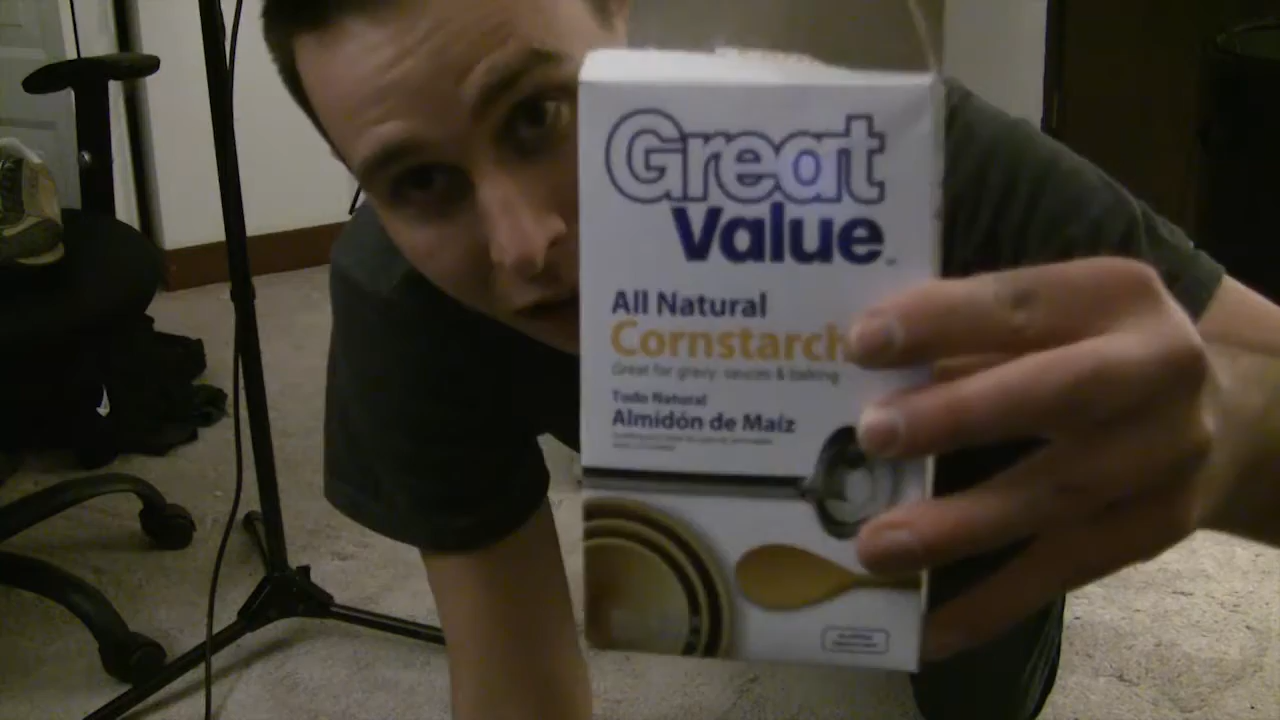 Great
Value
All Natural
Cornstarch
Great for gravy, sauces & baking
Todo Natural
Almidón de Maíz